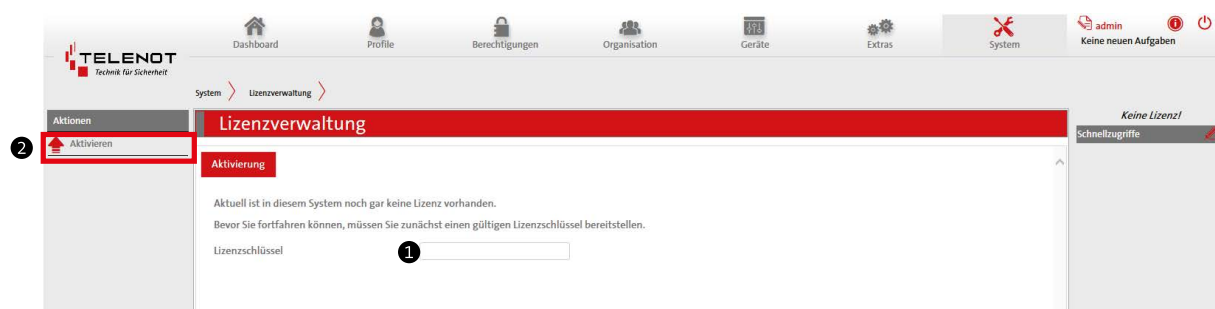 TELENOT
Technik für Sicherheit
Dashboard
Profile
Berechtigungen
Organisation
Geräte
Extras
System
admin
Keine neuen Aufgaben
System
Lizenzverwaltung
Aktionen
2
Aktivieren
Lizenzverwaltung
Aktivierung
Aktuell ist in diesem System noch gar keine Lizenz vorhanden.
Bevor Sie fortfahren können, müssen Sie zunächst einen gültigen Lizenzschlüssel bereitstellen.
Lizenzschlüssel
1
Keine Lizenz!
Schnellzugriffe